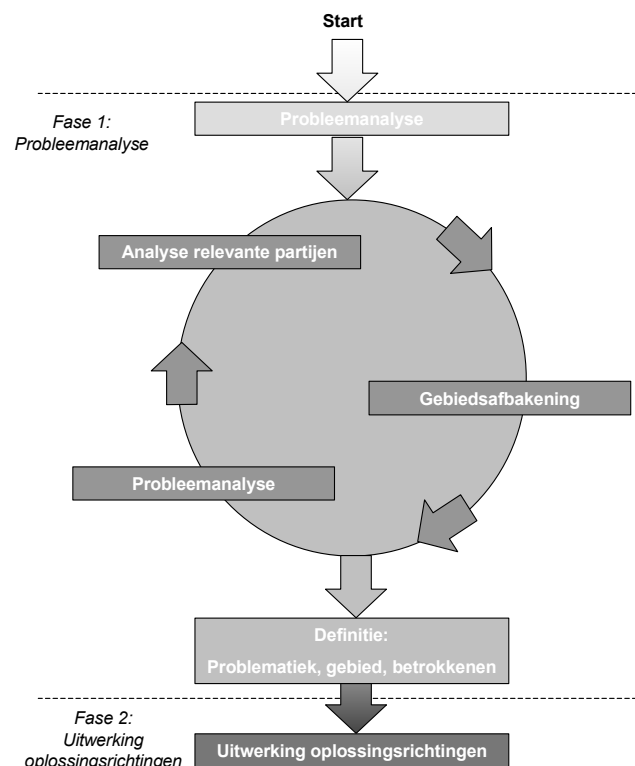 Start
Fase 1:
Probleemanalyse
Probleemanalyse
Analyse relevante partijen
Gebiedsafbakening
Probleemanalyse
Definitie:
Problematiek, gebied, betrokkenen
Fase 2:
Uitwerking
oplossingsrichtingen
Uitwerking oplossingsrichtingen